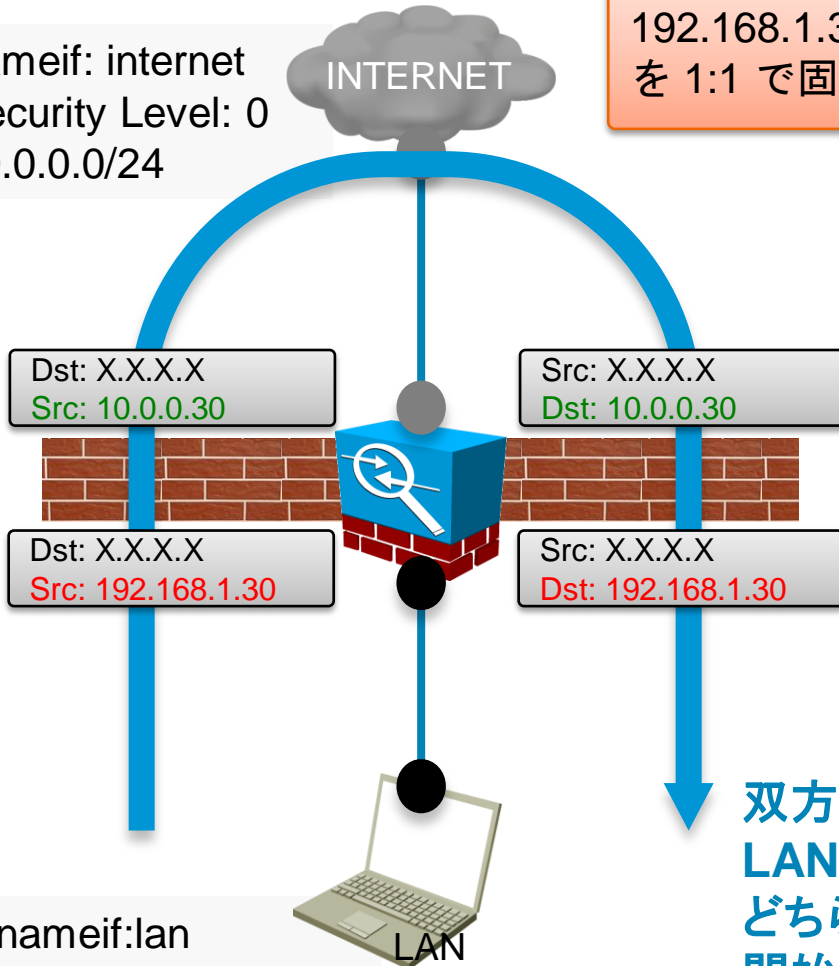 meif: internet
ecurity Level: 0
.0.0.0/24
INTERNET
192.168.1.3
を 1:1 で固
Dst: X.X.X.X
Src: 10.0.0.30
Src: X.X.X.X
Dst: 10.0.0.30
Dst: X.X.X.X
Src: 192.168.1.30
Src: X.X.X.X
Dst: 192.168.1.30
双方
LAN
どち
nameif:lan
LAN